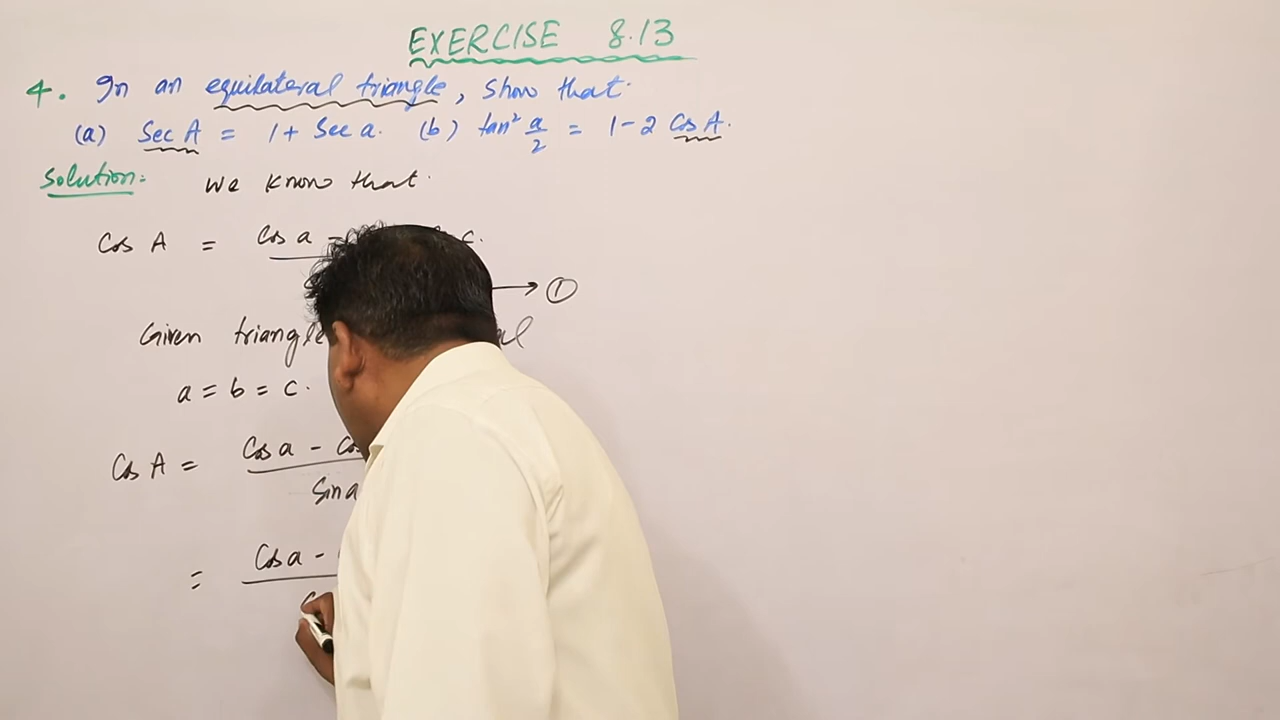 EXERCISE 8.13
4. In an equilateral triangle, show that
(a) Sec A = 1 + Sec a. (b) tan² a/2 = 1 - 2 Cos A.
Solution:- We know that
Cos A = Cos a - c.
→ ①
Given triangle
a = b = c.
Cos A = Cos a - Cos
Sin a
= Cos a -